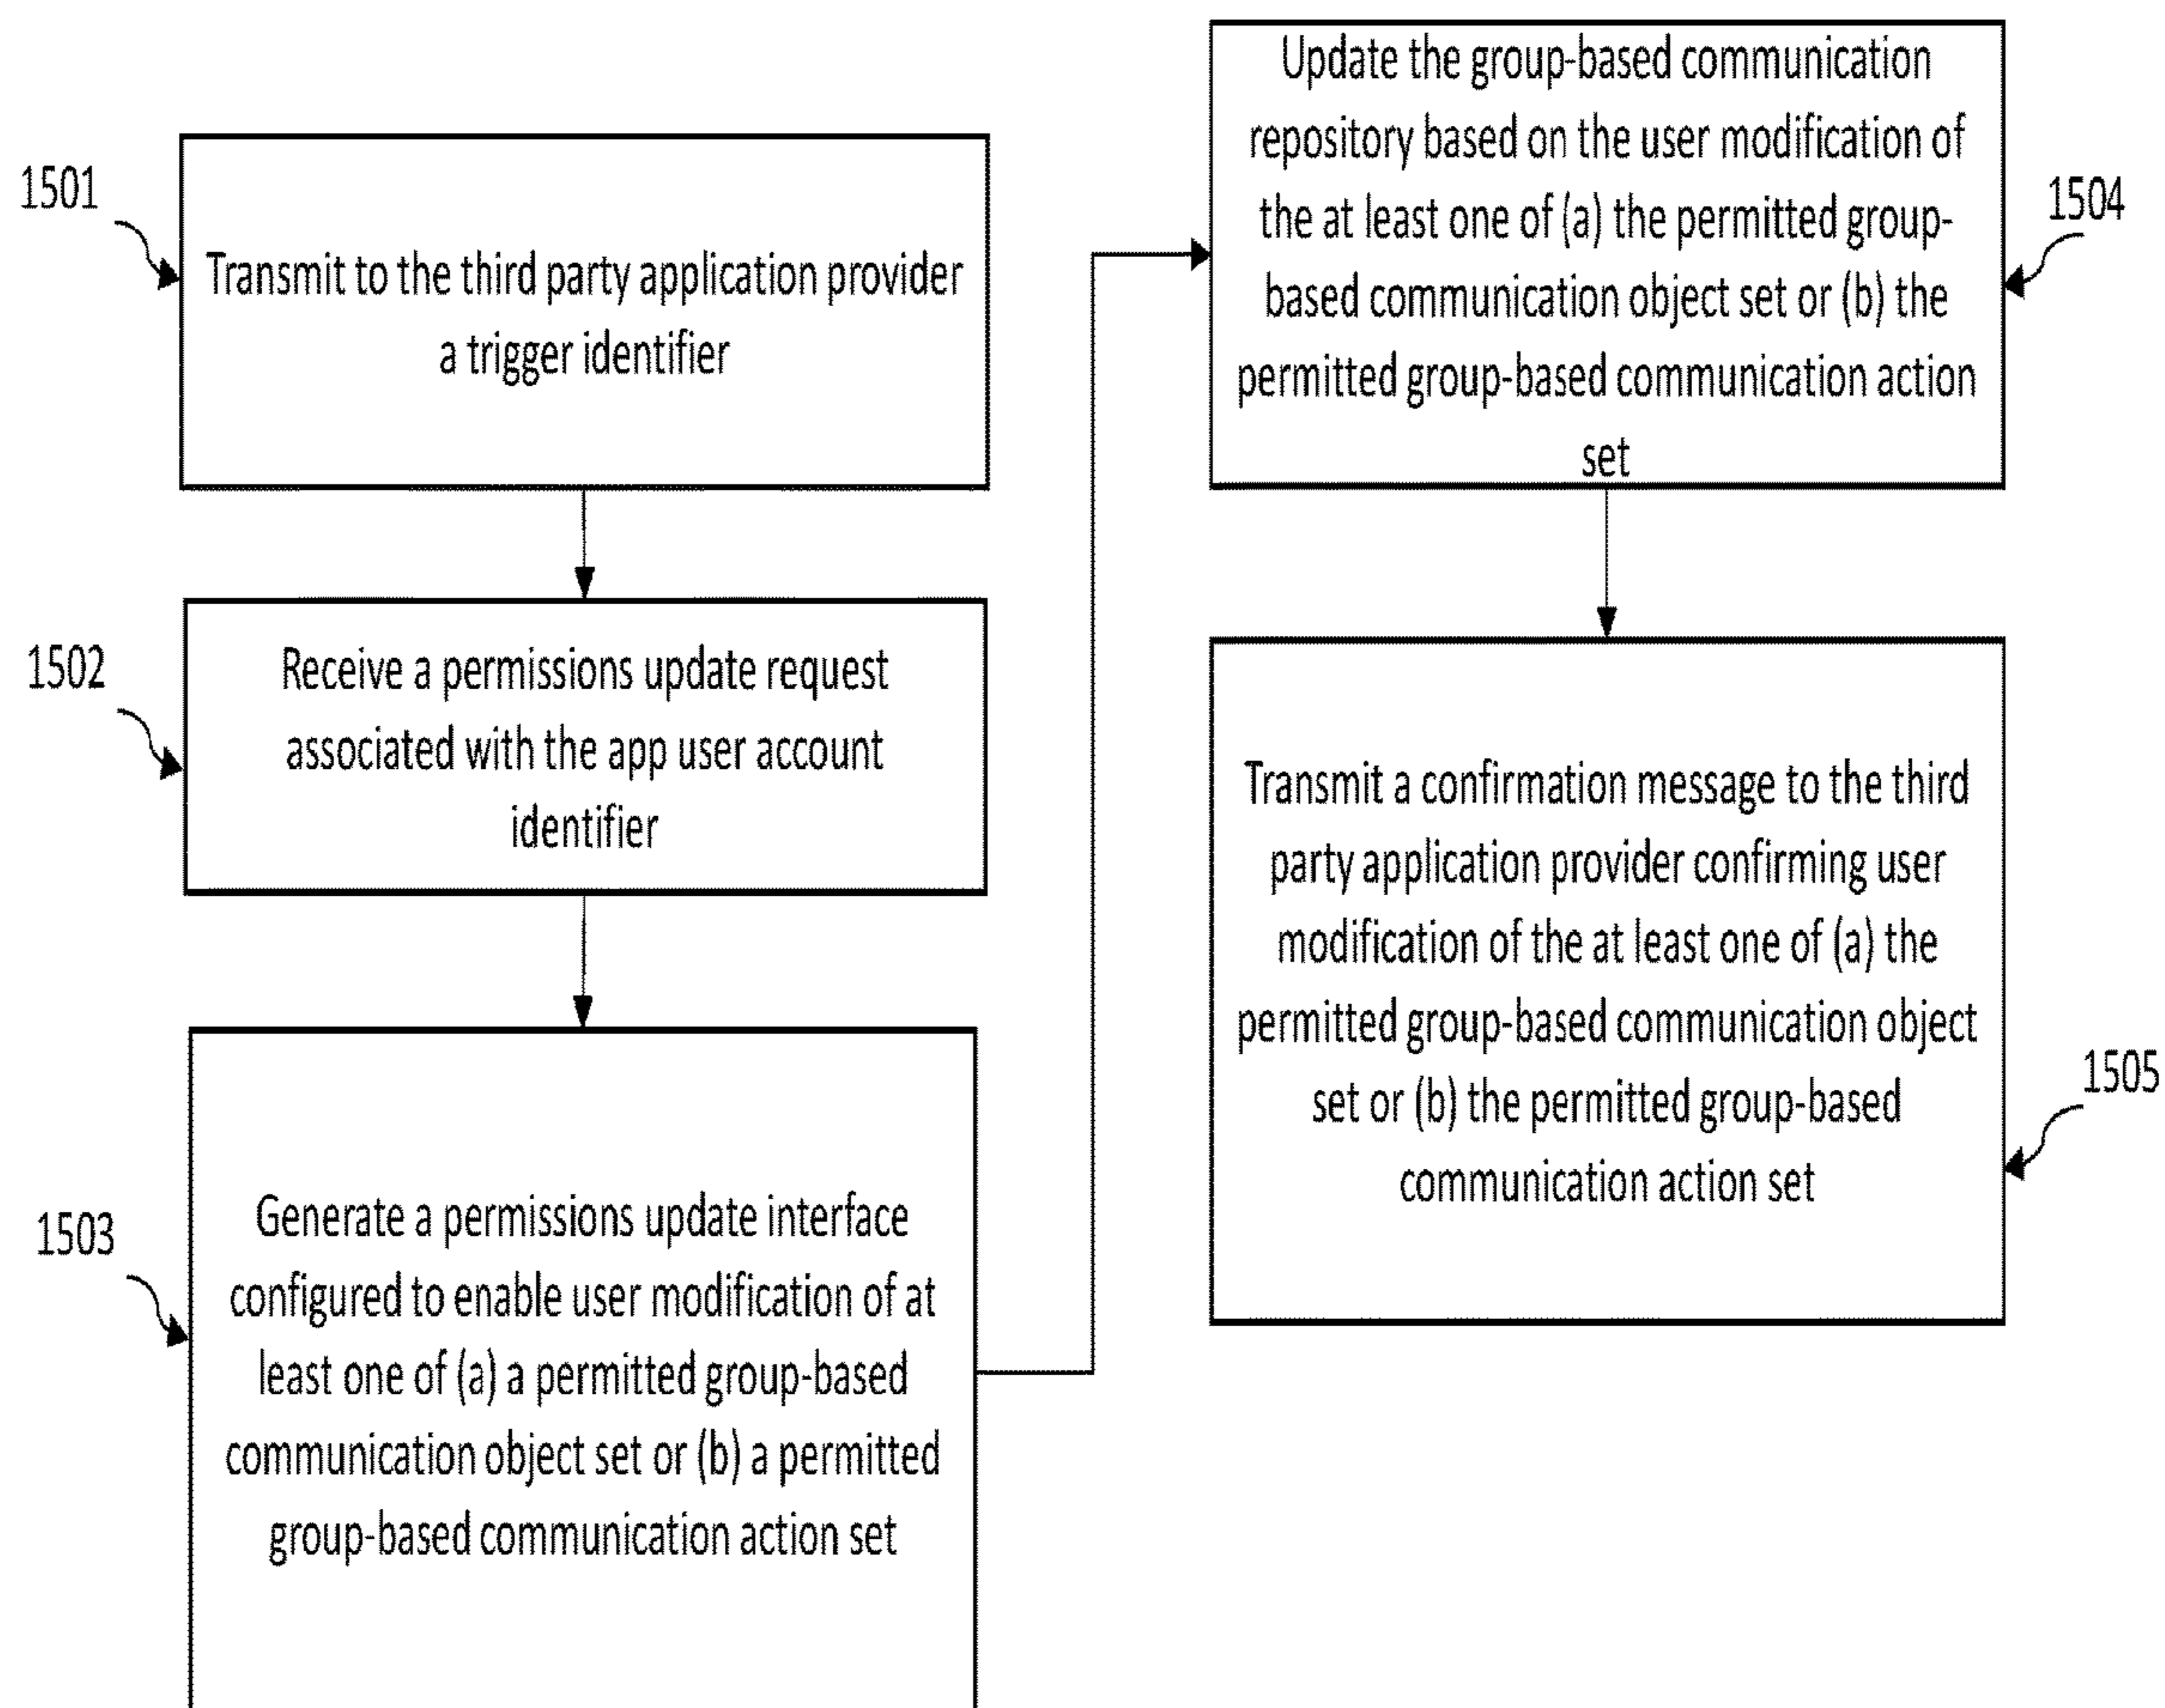 1501
Transmit to the third party application provider
a trigger identifier
1502
Receive a permissions update request
associated with the app user account
identifier
1503
Generate a permissions update interface
configured to enable user modification of at
least one of (a) a permitted group-based
communication object set or (b) a permitted
group-based communication action set
Update the group-based communication
repository based on the user modification of
the at least one of (a) the permitted group-
based communication object set or (b) the
permitted group-based communication action
set
1504
Transmit a confirmation message to the third
party application provider confirming user
modification of the at least one of (a) the
permitted group-based communication object
set or (b) the permitted group-based
communication action set
1505